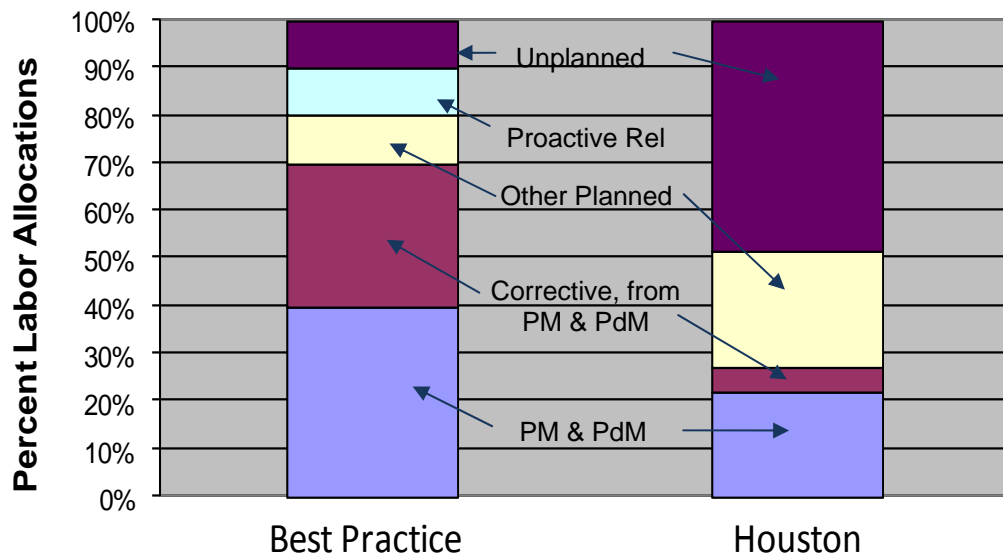 Percent Labor Allocations
100%
90%
80%
70%
60%
50%
40%
30%
20%
10%
0%
Unplanned
Proactive Rel
Other Planned
Corrective, from
PM & PdM
PM & PdM
Best Practice
Houston